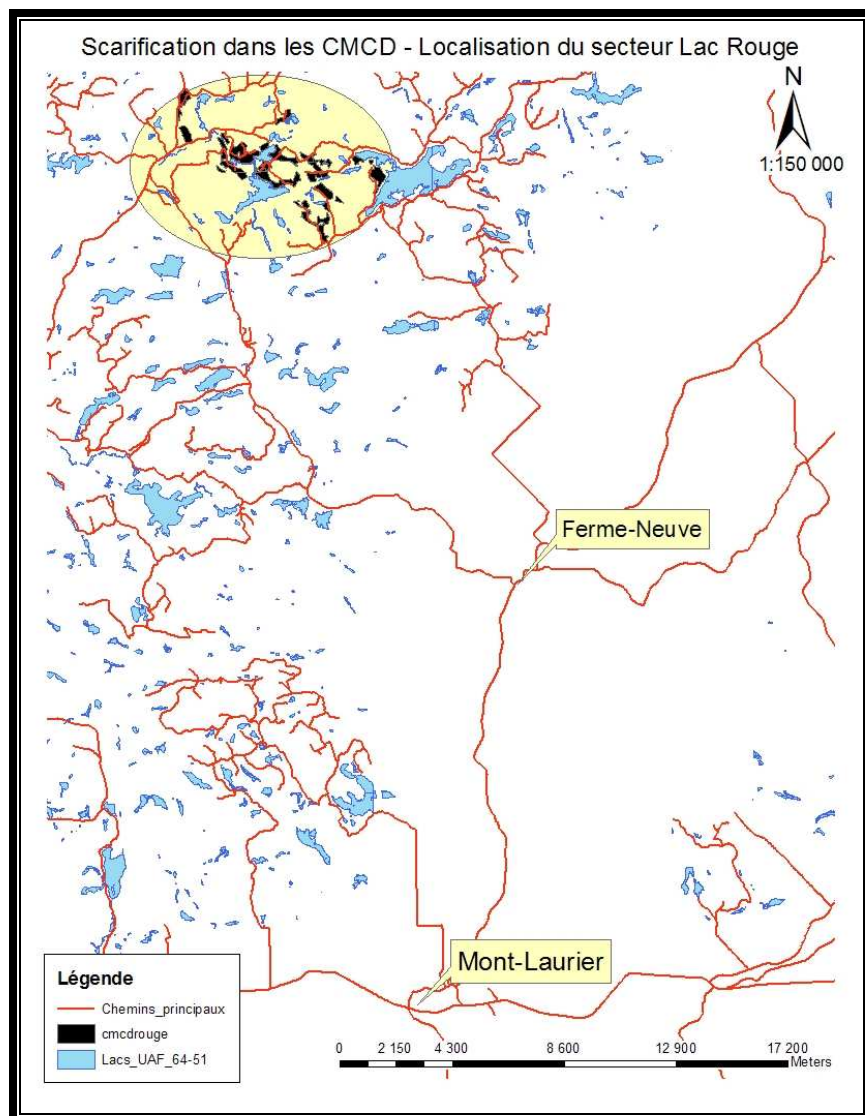 Scarification dans les CMCD - Localisation du secteur Lac Rouge
N
1:150 000
Ferme-Neuve
Mont-Laurier
Légende
Chemins_principaux
cmcdrouge
Lacs_UAF_64-51
0 2 150 4 300 8 600 12 900 17 200
Meters